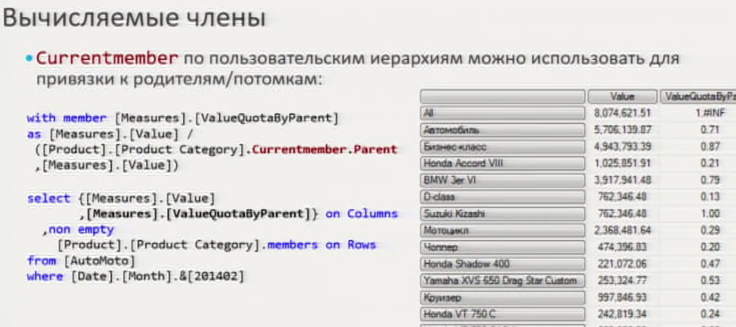 Вычисляемые члены
Currentmember по пользовательским иерархиям можно использовать для
привязки к родителям/потомкам:
with member [Measures].[ValueQuotaByParent]
as [Measures].[Value] /
([Product].[Product Category].Currentmember.Parent
,[Measures].[Value])
select {[Measures].[Value]
,[Measures].[ValueQuotaByParent]} on Columns
,non empty
[Product].[Product Category].members on Rows
from [AutoMoto]
where [Date].[Month].&[201402]
Value ValueQuotaByPa
All 8,074,621.51 1.#INF
Автомобиль 5,706,139.87 0.71
Бизнес-класс 4,943,793.39 0.87
Honda Accord VIII 1,025,851.91 0.21
BMW 3er VI 3,917,941.48 0.79
D-class 762,346.48 0.13
Suzuki Kizashi 762,346.48 1.00
Мотоцикл 2,368,481.64 0.29
Чоппер 474,396.83 0.20
Honda Shadow 400 221,072.06 0.47
Yamaha XVS 650 Drag Star Custom 253,324.77 0.53
Круизер 997,846.93 0.42
Honda VT 750 C 242,819.34 0.24